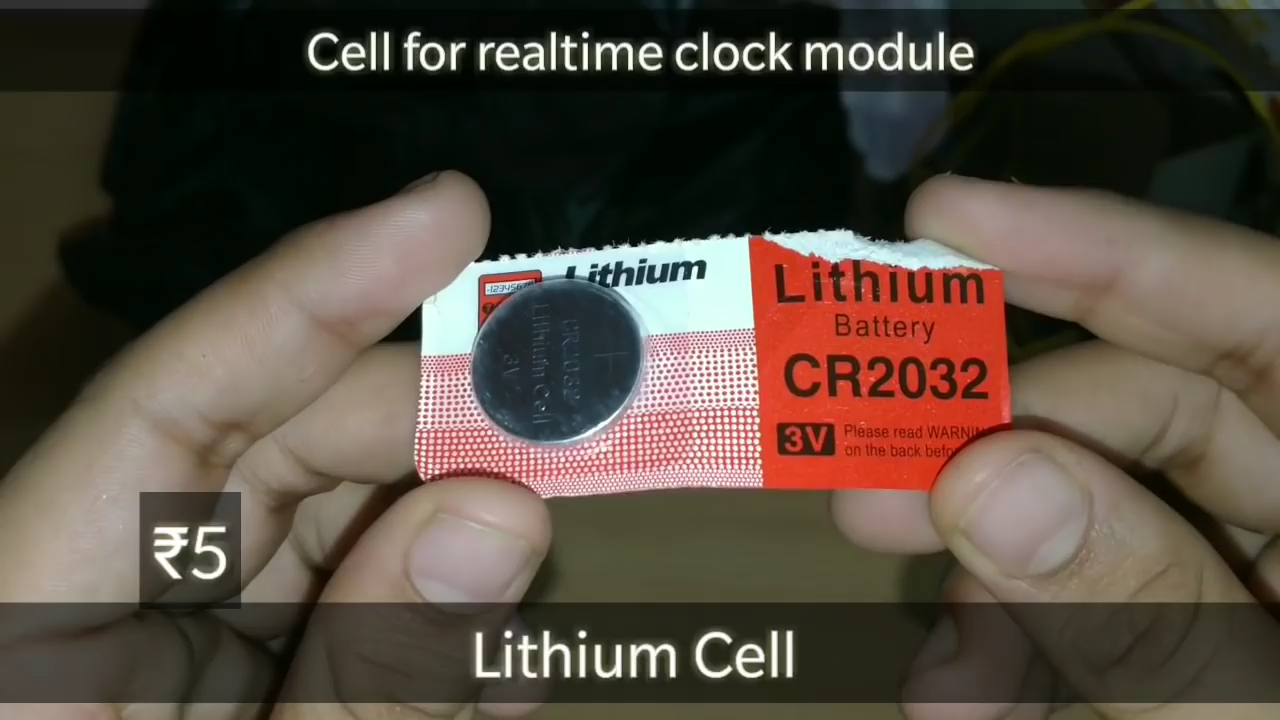 Cell for realtime clock module
Lithium
-12345678
CR2032
Lithium Cell
3V
Lithium
Battery
CR2032
3V
Please read WARNIN
on the back befo
₹5
Lithium Cell